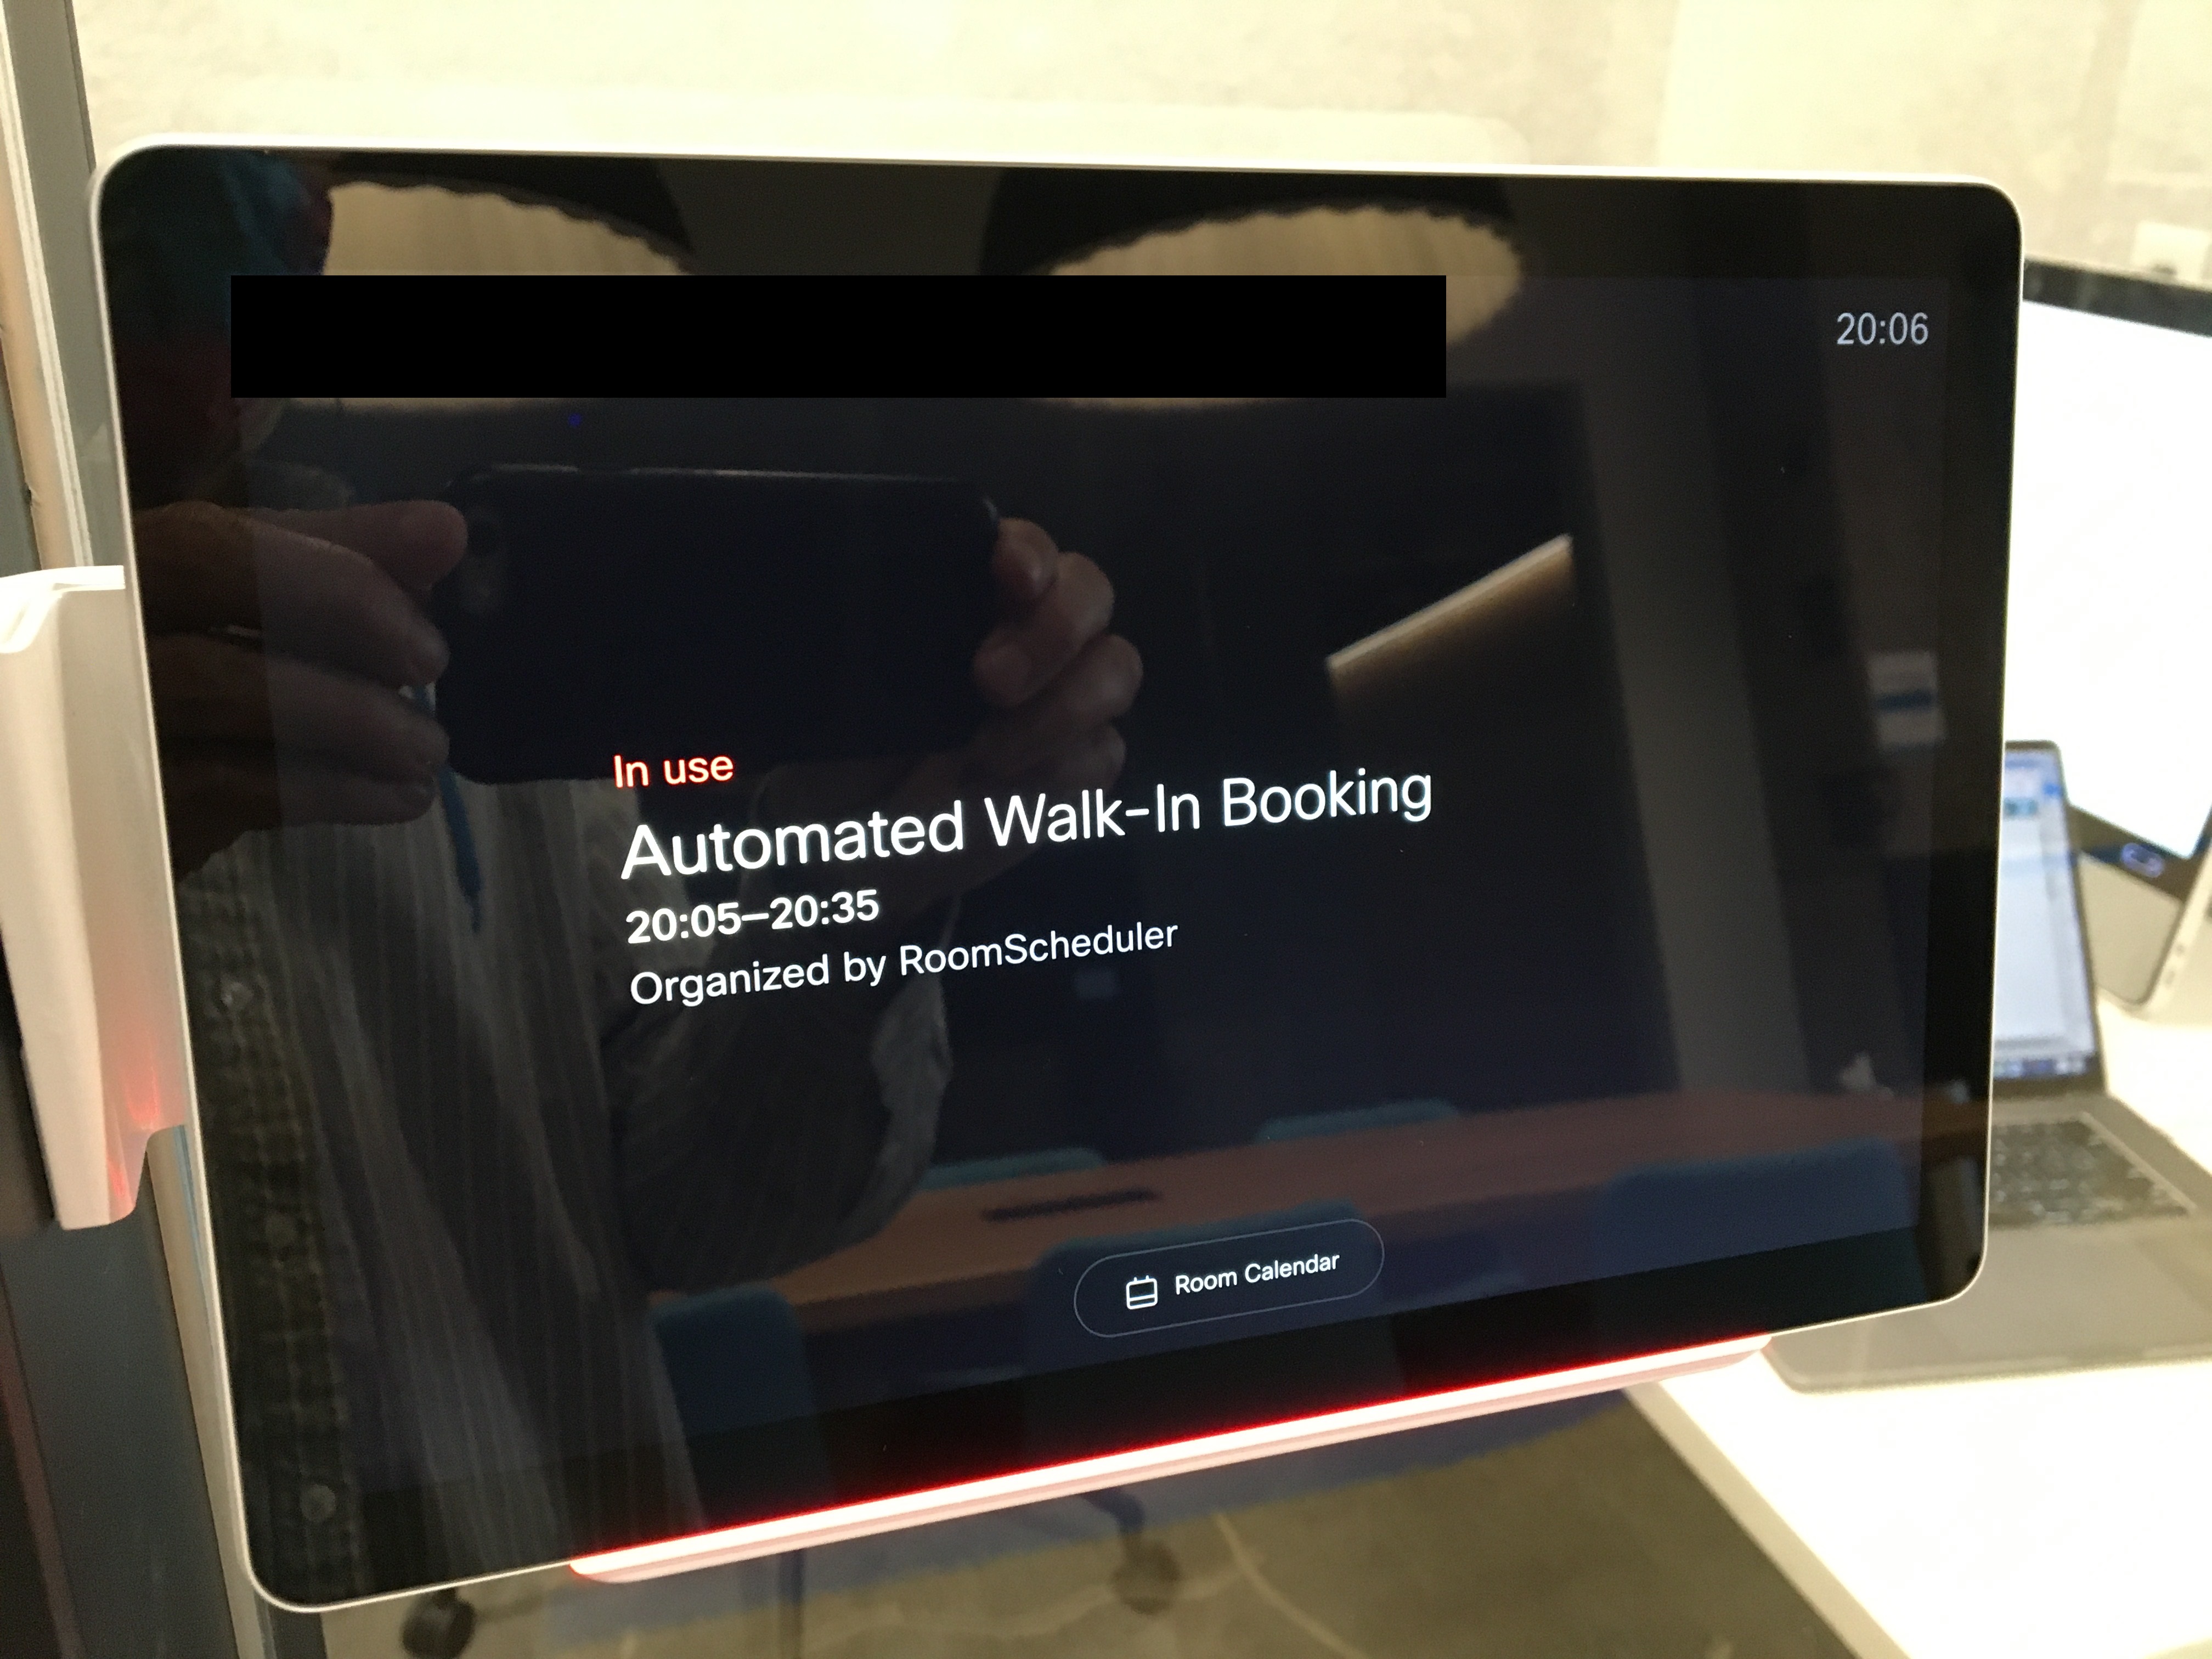 20:06
In use
Automated Walk-In Booking
20:05–20:35
Organized by RoomScheduler
Room Calendar